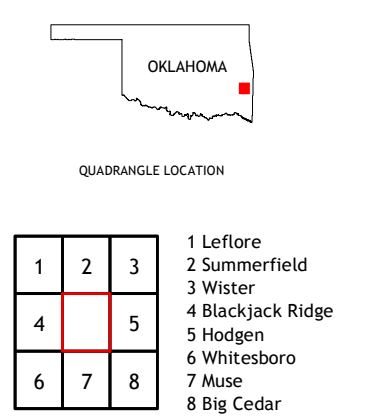 OKLAHOMA
QUADRANGLE LOCATION
1 2 3
4 5
6 7 8
1 Leflore
2 Summerfield
3 Wister
4 Blackjack Ridge
5 Hodgen
6 Whitesboro
7 Muse
8 Big Cedar